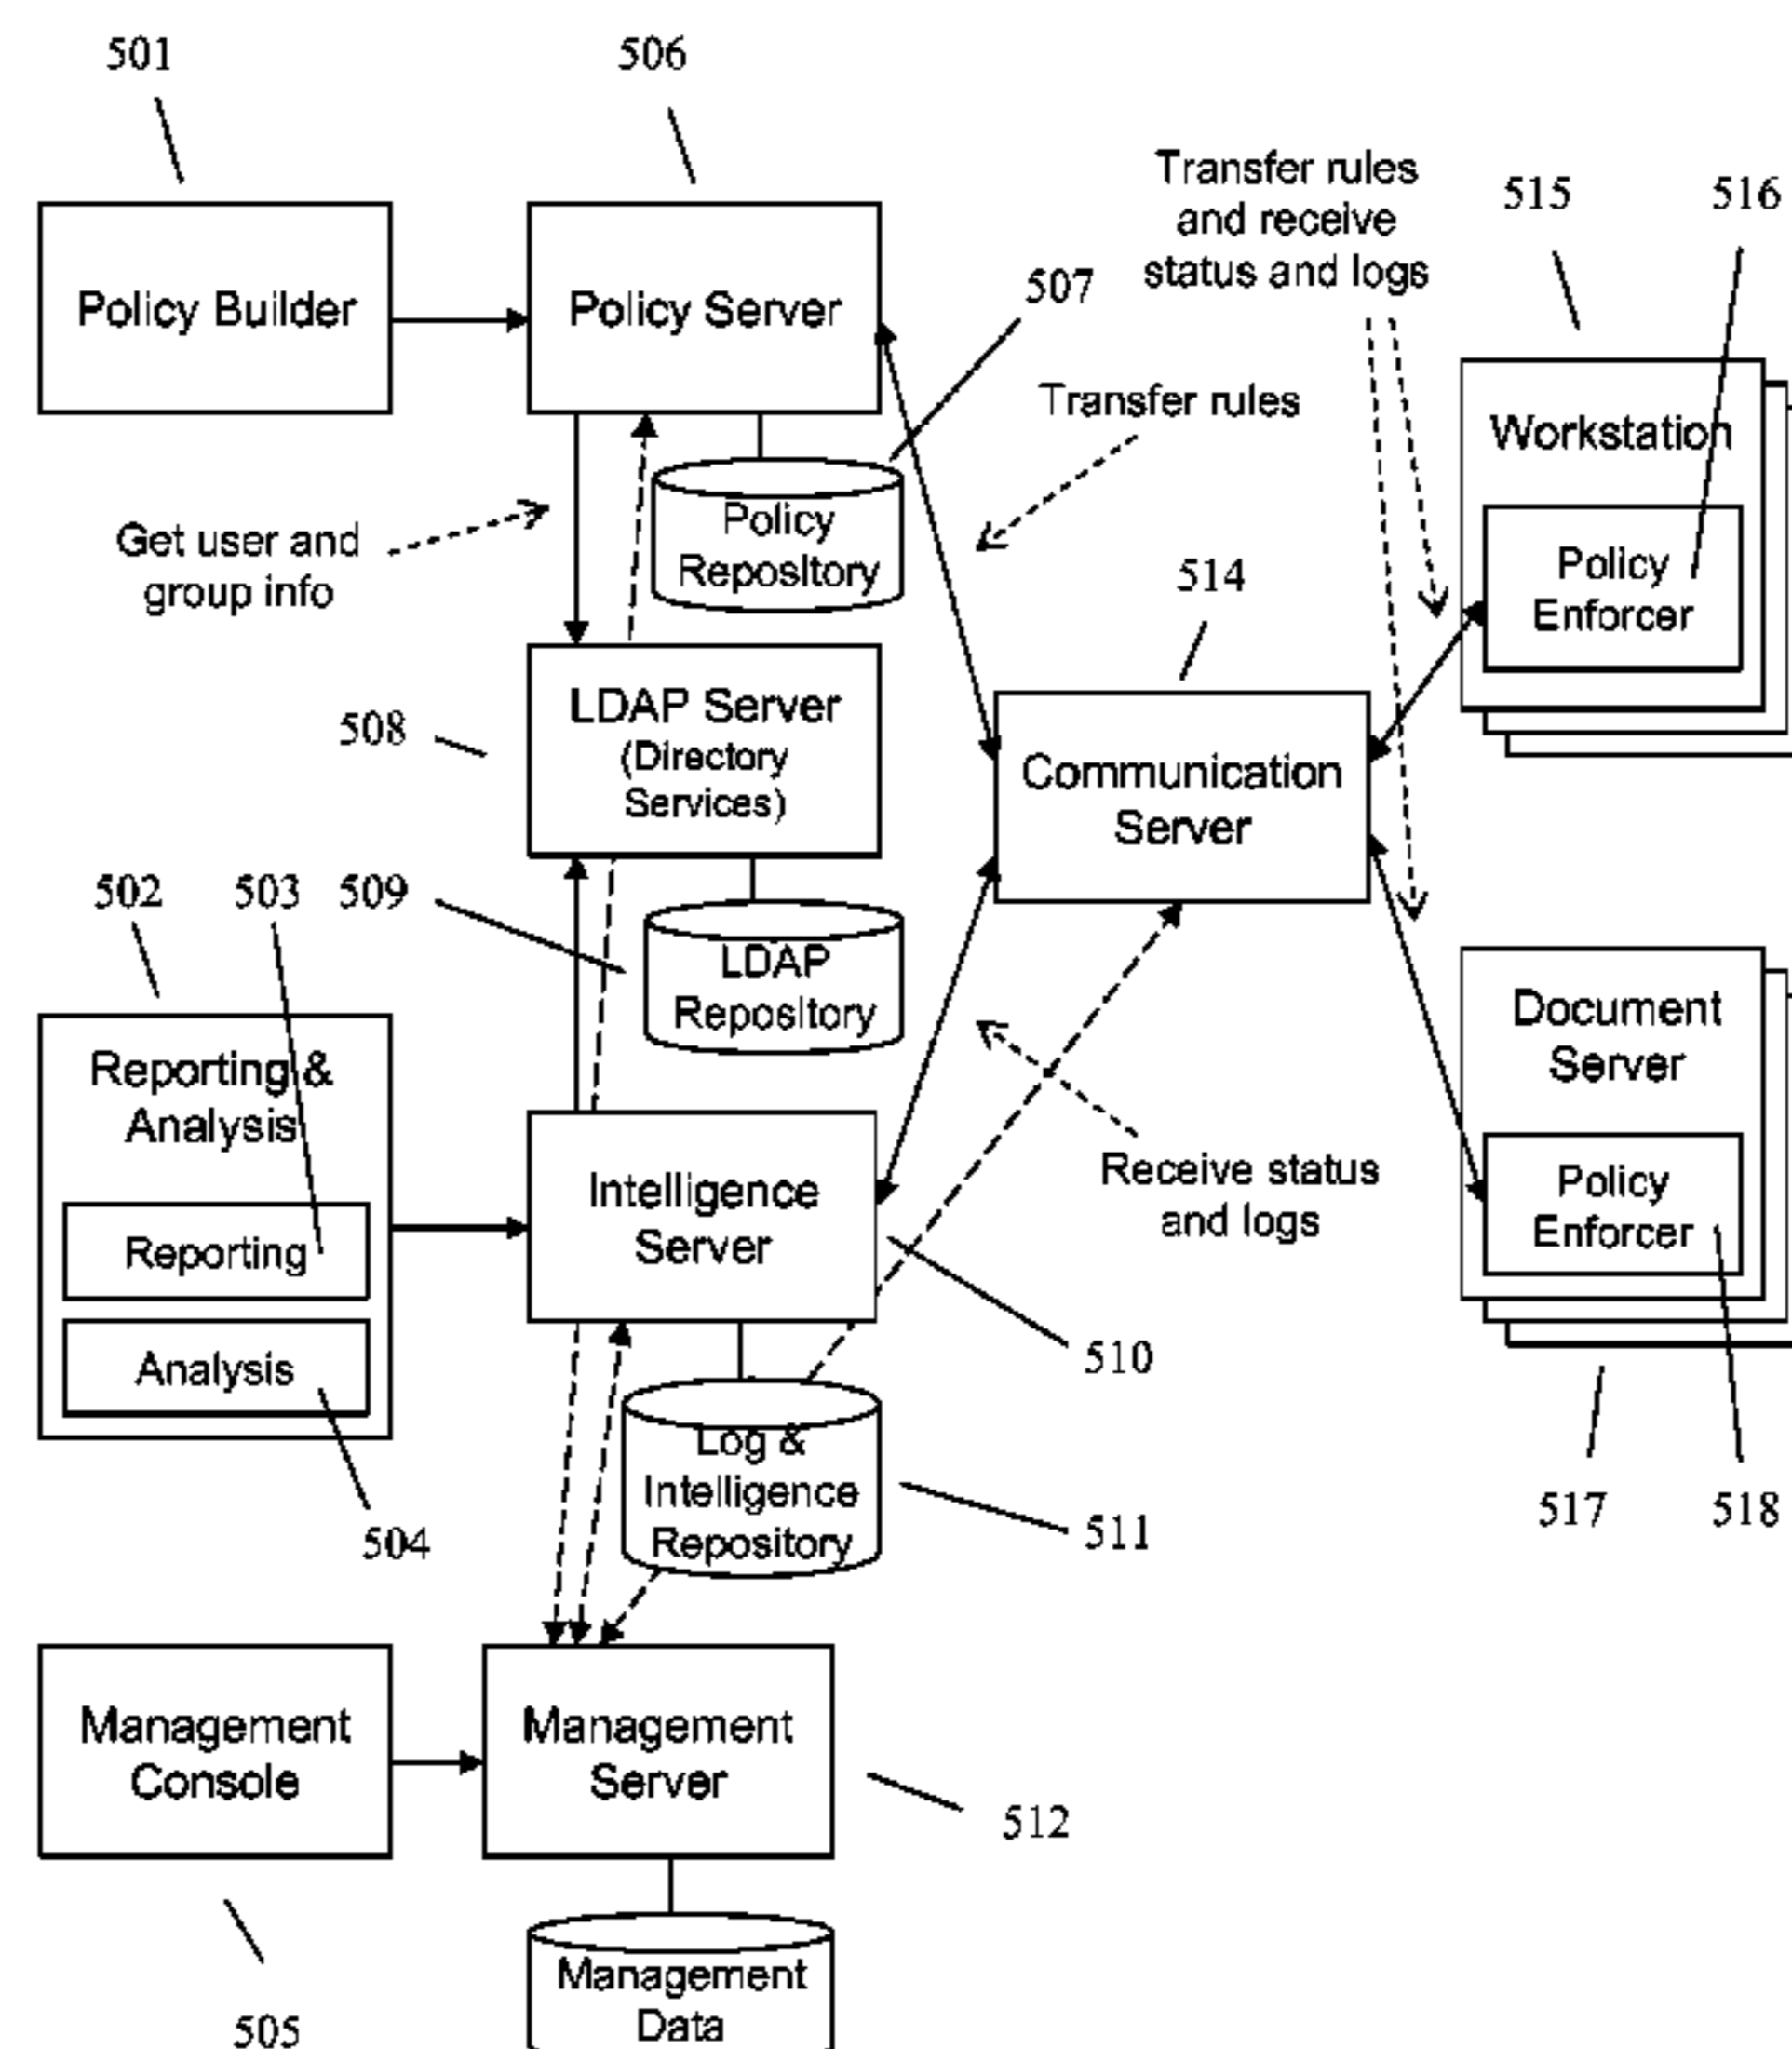 501
506
Transfer rules
and receive
status and logs
515
516
507
Policy Builder
Policy Server
Transfer rules
Workstation
Get user and
group info
Policy
Repository
514
Policy
Enforcer
508
LDAP Server
(Directory
Services)
Communication
Server
502
503
509
LDAP
Repository
Document
Server
Reporting &
Analysis
Reporting
Analysis
Intelligence
Server
Receive status
and logs
Policy
Enforcer
510
504
Log &
Intelligence
Repository
511
517
518
Management
Console
Management
Server
512
505
Management
Data